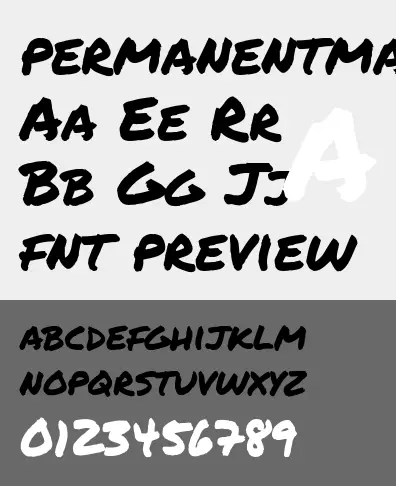 PERMANENTMA
AA EE RR
BB GG JJ
A
FNT PREVIEW
ABCDEFGHIJKLM
NOPQRSTUVWXYZ
0123456789